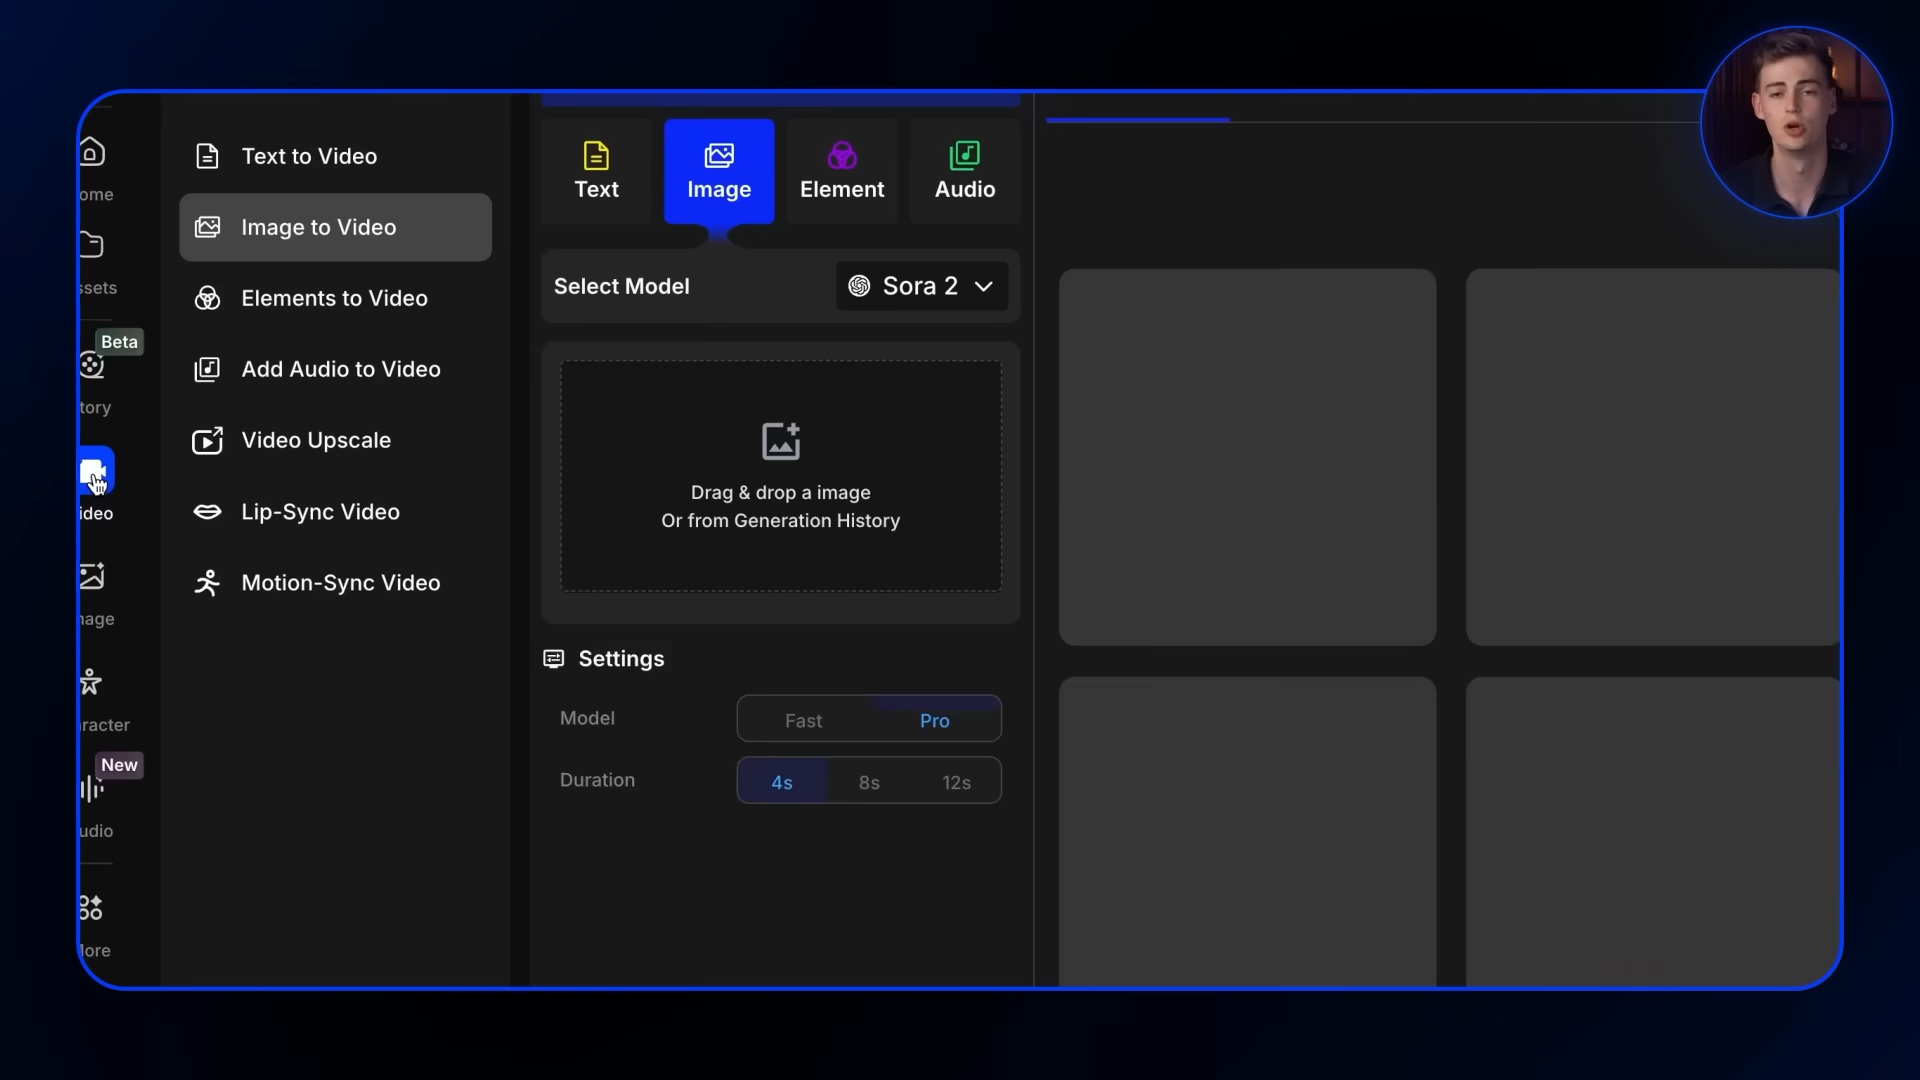 ome
ssets
Beta
tory
ideo
nage
racter
New
udio
lore
Text to Video
Image to Video
Elements to Video
Add Audio to Video
Video Upscale
Lip-Sync Video
Motion-Sync Video
Text
Image
Element
Audio
Select Model
Sora 2
Drag & drop a image
Or from Generation History
Settings
Model
Fast
Pro
Duration
4s
8s
12s